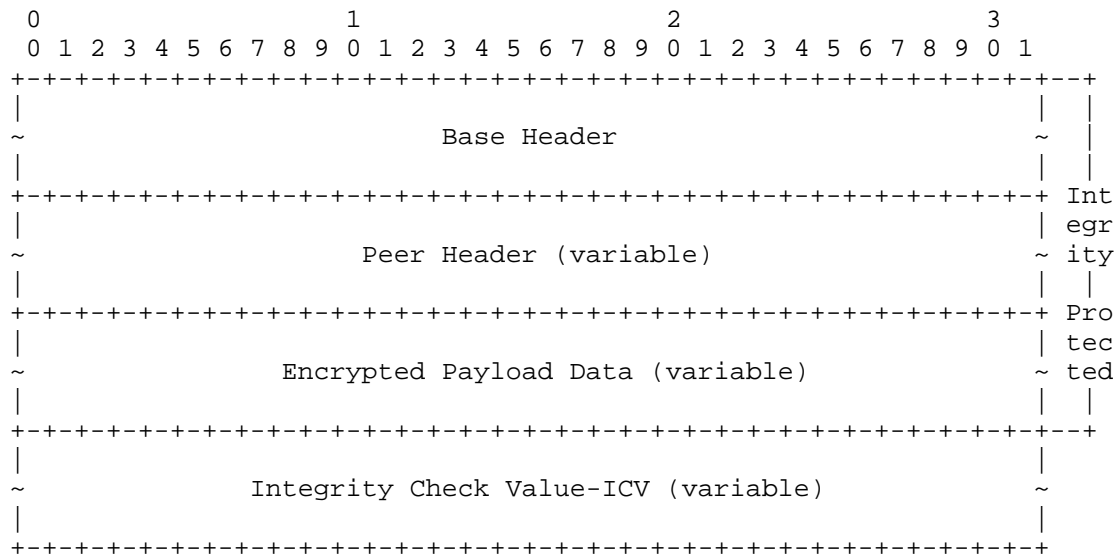 0                   1                   2                   3
 0 1 2 3 4 5 6 7 8 9 0 1 2 3 4 5 6 7 8 9 0 1 2 3 4 5 6 7 8 9 0 1
+-+-+-+-+-+-+-+-+-+-+-+-+-+-+-+-+-+-+-+-+-+-+-+-+-+-+-+-+-+-+-+-+--+
|                                                               |  |
~                          Base Header                          ~  |
|                                                               |  |
+-+-+-+-+-+-+-+-+-+-+-+-+-+-+-+-+-+-+-+-+-+-+-+-+-+-+-+-+-+-+-+-+ Int
|                                                               | egr
~                     Peer Header (variable)                    ~ ity
|                                                               |  |
+-+-+-+-+-+-+-+-+-+-+-+-+-+-+-+-+-+-+-+-+-+-+-+-+-+-+-+-+-+-+-+-+ Pro
|                                                               | tec
~                Encrypted Payload Data (variable)              ~ ted
|                                                               |  |
+-+-+-+-+-+-+-+-+-+-+-+-+-+-+-+-+-+-+-+-+-+-+-+-+-+-+-+-+-+-+-+-+--+
|                                                               |
~              Integrity Check Value-ICV (variable)             ~
|                                                               |
+-+-+-+-+-+-+-+-+-+-+-+-+-+-+-+-+-+-+-+-+-+-+-+-+-+-+-+-+-+-+-+-+